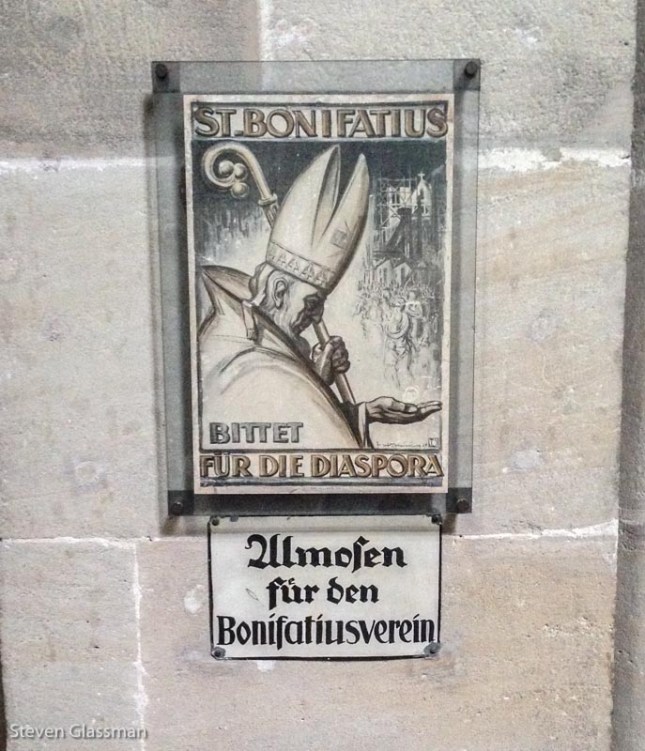 ST. BONIFATIUS
BITTET
FÜR DIE DIASPORA
Almoſen
für den
Bonifatiusverein
Steven Glassman